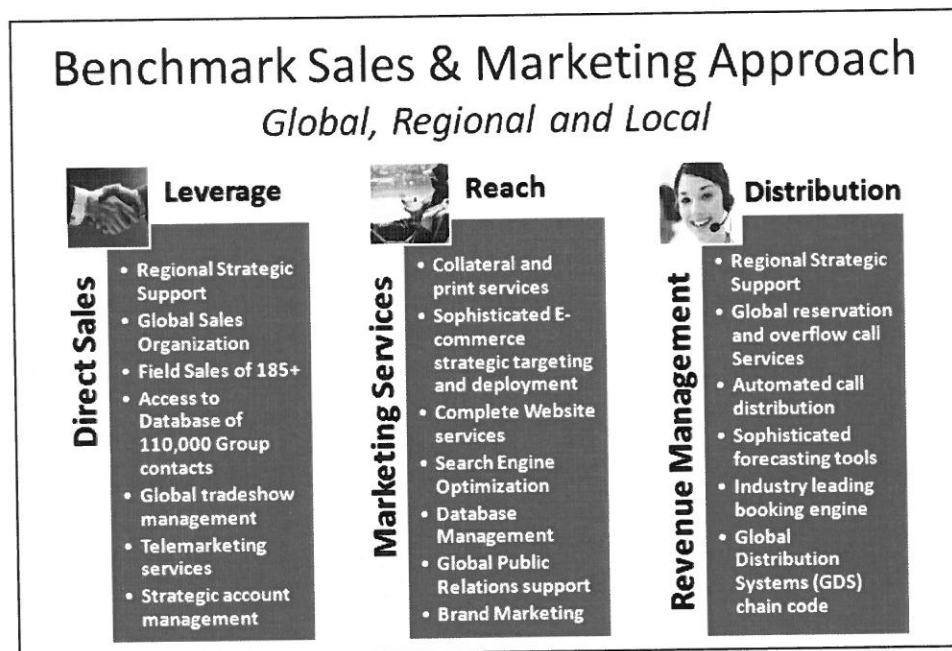 Benchmark Sales & Marketing Approach
Global, Regional and Local
Leverage
Direct Sales
• Regional Strategic
Support
• Global Sales
Organization
• Field Sales of 185+
• Access to
Database of
110,000 Group
contacts
• Global tradeshow
management
• Telemarketing
services
• Strategic account
management
Reach
Marketing Services
• Collateral and
print services
• Sophisticated E-
commerce
strategic targeting
and deployment
• Complete Website
services
• Search Engine
Optimization
• Database
Management
• Global Public
Relations support
• Brand Marketing
Distribution
Revenue Management
• Regional Strategic
Support
• Global reservation
and overflow call
Services
• Automated call
distribution
• Sophisticated
forecasting tools
• Industry leading
booking engine
• Global
Distribution
Systems (GDS)
chain code